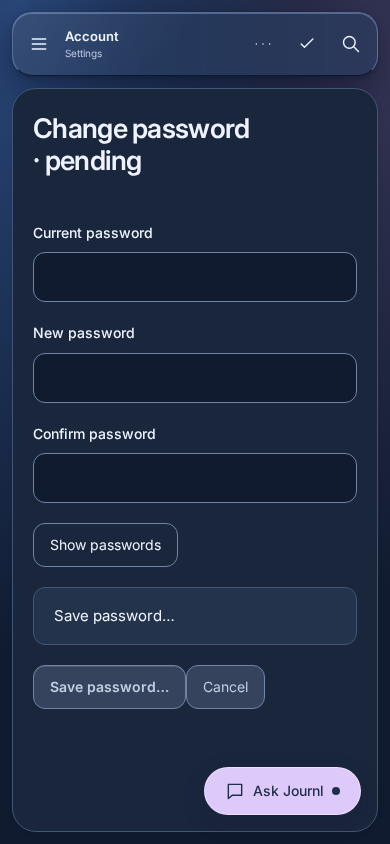 Account
Settings
...
Change password
· pending
Current password
New password
Confirm password
Show passwords
Save password...
Save password...
Cancel
Ask Journl